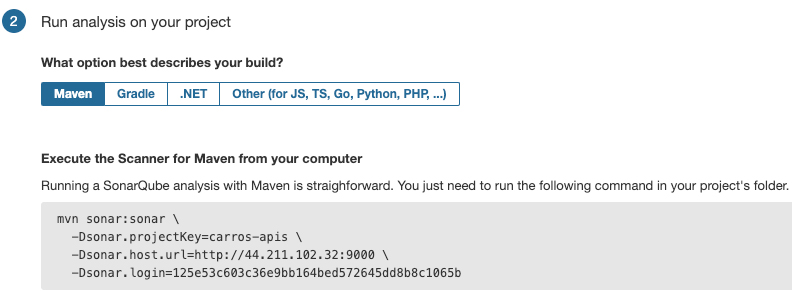 2 Run analysis on your project
What option best describes your build?
Maven Gradle .NET Other (for JS, TS, Go, Python, PHP, ...)
Execute the Scanner for Maven from your computer
Running a SonarQube analysis with Maven is straighforward. You just need to run the following command in your project's folder.
mvn sonar:sonar \
-Dsonar.projectKey=carros-apis \
-Dsonar.host.url=http://44.211.102.32:9000 \
-Dsonar.login=125e53c603c36e9bb164bed572645dd8b8c1065b